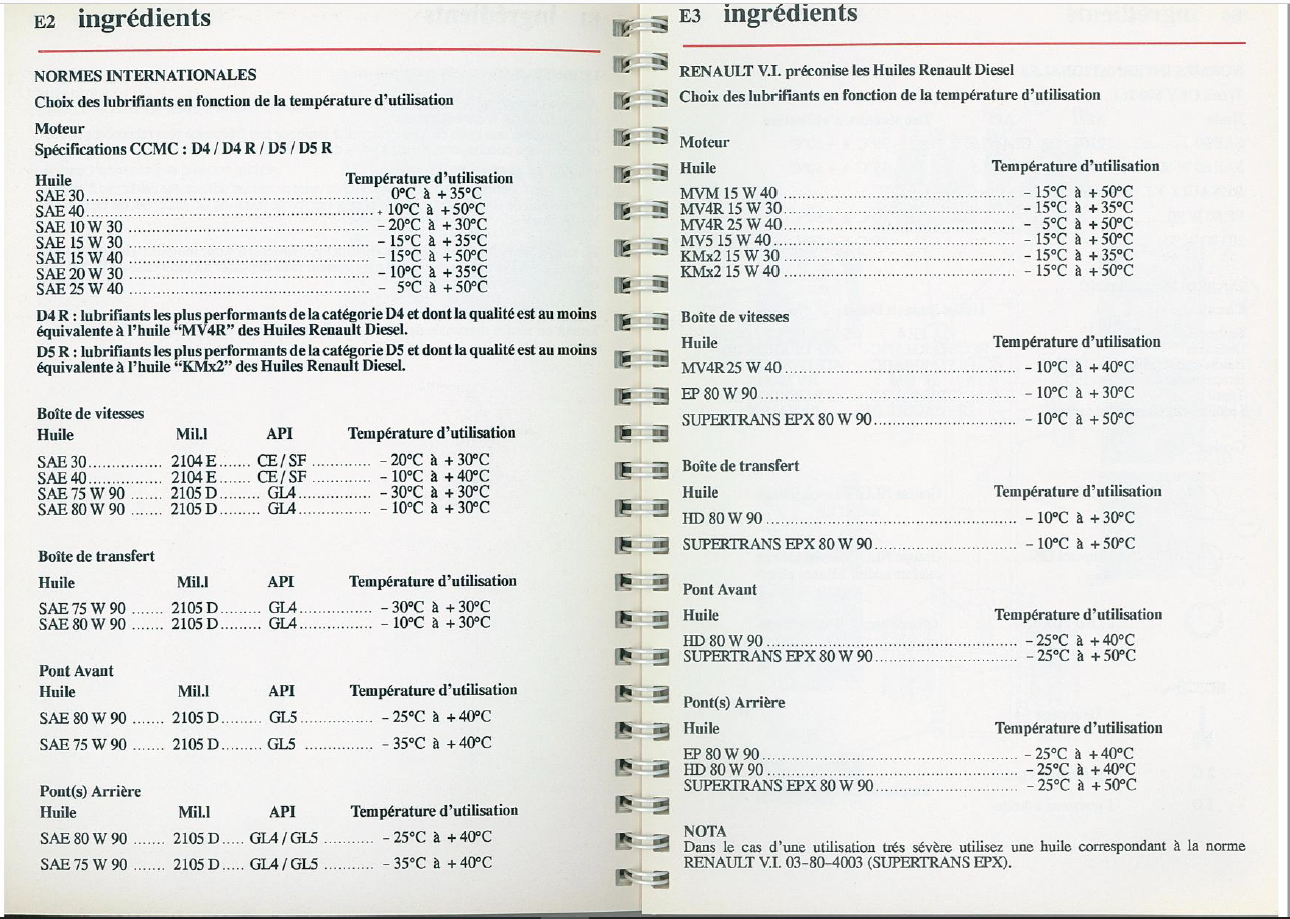 E2 ingrédients
NORMES INTERNATIONALES
Choix des lubrifiants en fonction de la température d’utilisation
Moteur
Spécifications CCMC : D4 / D4 R / D5 / D5 R
Huile Température d’utilisation
SAE 30 0°C à +35°C
SAE 40 + 10°C à +50°C
SAE 10 W 30 – 20°C à +30°C
SAE 15 W 30 – 15°C à +35°C
SAE 15 W 40 – 15°C à +50°C
SAE 20 W 30 – 10°C à +35°C
SAE 25 W 40 – 5°C à +50°C
D4 R : lubrifiants les plus performants de la catégorie D4 et dont la qualité est au moins
équivalente à l’huile “MV4R” des Huiles Renault Diesel.
D5 R : lubrifiants les plus performants de la catégorie D5 et dont la qualité est au moins
équivalente à l’huile “KMx2” des Huiles Renault Diesel.
Boîte de vitesses
Huile Mil.l API Température d’utilisation
SAE 30 2104 E CE / SF – 20°C à +30°C
SAE 40 2104 E CE / SF – 10°C à +40°C
SAE 75 W 90 2105 D GL4 – 30°C à +30°C
SAE 80 W 90 2105 D GL4 – 10°C à +30°C
Boîte de transfert
Huile Mil.l API Température d’utilisation
SAE 75 W 90 2105 D GL4 – 30°C à +30°C
SAE 80 W 90 2105 D GL4 – 10°C à +30°C
Pont Avant
Huile Mil.l API Température d’utilisation
SAE 80 W 90 2105 D GL5 – 25°C à +40°C
SAE 75 W 90 2105 D GL5 – 35°C à +40°C
Pont(s) Arrière
Huile Mil.l API Température d’utilisation
SAE 80 W 90 2105 D GL4 / GL5 – 25°C à +40°C
SAE 75 W 90 2105 D GL4 / GL5 – 35°C à +40°C
E3 ingrédients
RENAULT V.I. préconise les Huiles Renault Diesel
Choix des lubrifiants en fonction de la température d’utilisation
Moteur
Huile Température d’utilisation
MVM 15 W 40 – 15°C à +50°C
MV4R 15 W 30 – 15°C à +35°C
MV4R 25 W 40 – 5°C à +50°C
MV5 15 W 40 – 15°C à +50°C
KMx2 15 W 30 – 15°C à +35°C
KMx2 15 W 40 – 15°C à +50°C
Boîte de vitesses
Huile Température d’utilisation
MV4R 25 W 40 – 10°C à +40°C
EP 80 W 90 – 10°C à +30°C
SUPERTRANS EPX 80 W 90 – 10°C à +50°C
Boîte de transfert
Huile Température d’utilisation
HD 80 W 90 – 10°C à +30°C
SUPERTRANS EPX 80 W 90 – 10°C à +50°C
Pont Avant
Huile Température d’utilisation
HD 80 W 90 – 25°C à +40°C
SUPERTRANS EPX 80 W 90 – 25°C à +50°C
Pont(s) Arrière
Huile Température d’utilisation
EP 80 W 90 – 25°C à +40°C
HD 80 W 90 – 25°C à +40°C
SUPERTRANS EPX 80 W 90 – 25°C à +50°C
NOTA
Dans le cas d’une utilisation trés sévère utilisez une huile correspondant à la norme
RENAULT V.I. 03–80–4003 (SUPERTRANS EPX).